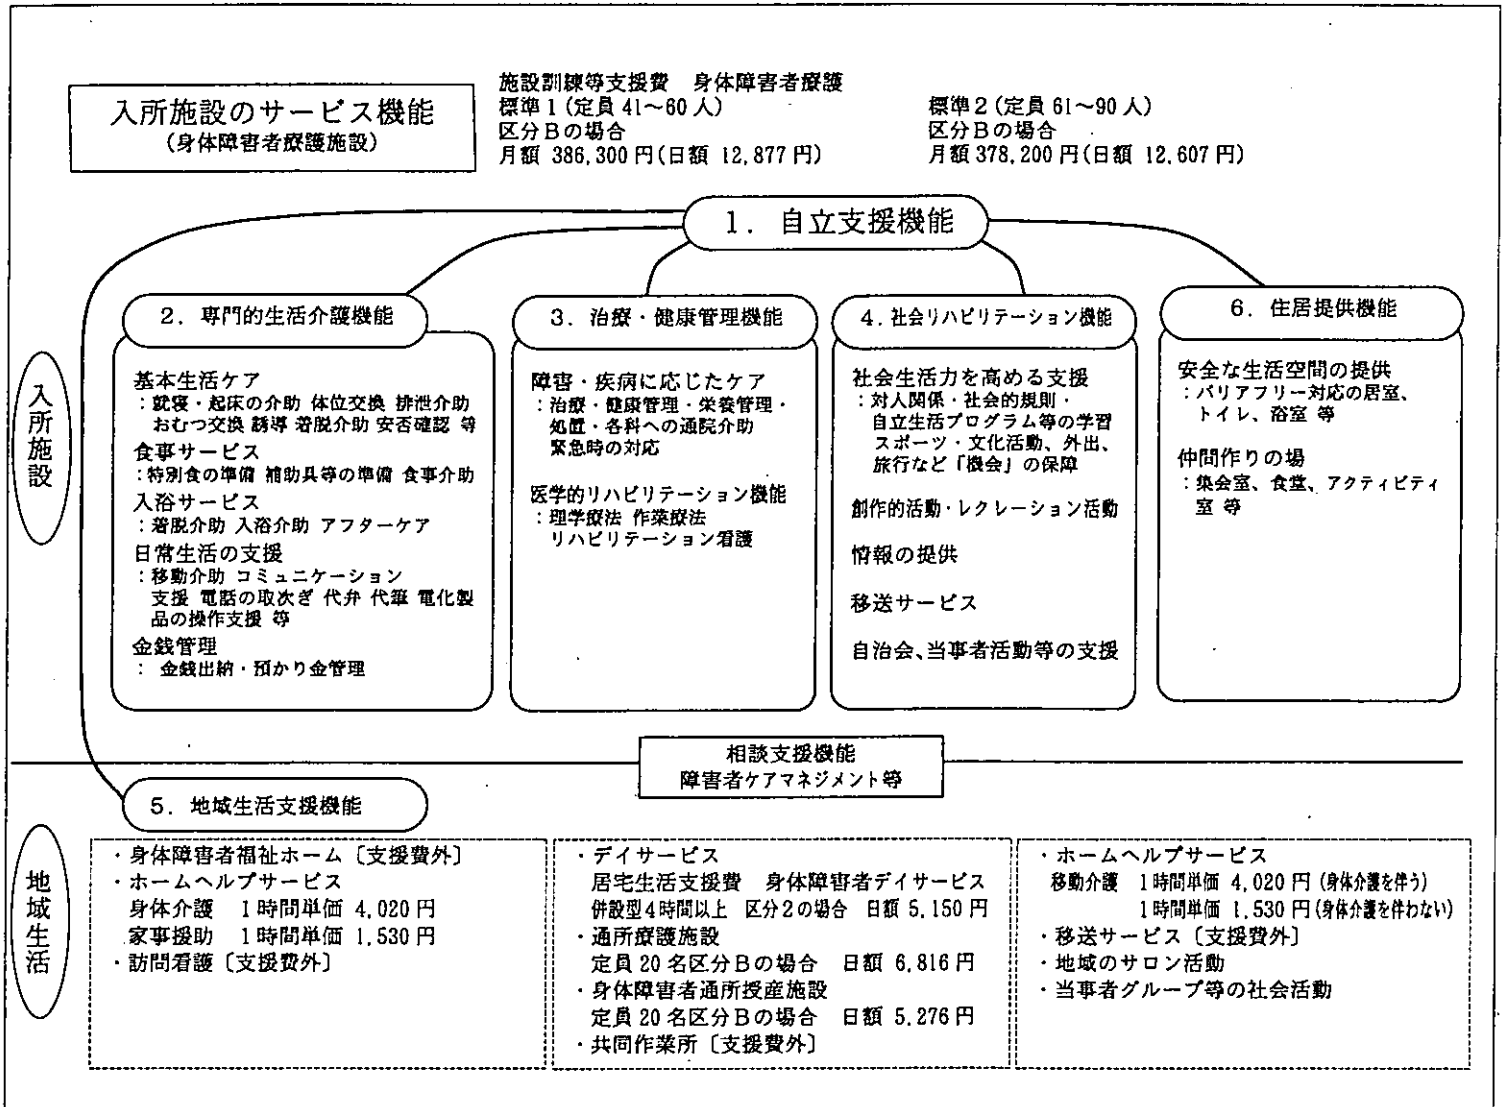 入所施設のサービス機能
(身体障害者療護施設)
施設訓練等支援費 身体障害者療護
標準1(定員41～60人)
区分Bの場合
月額 386,300円(日額 12,877円)
標準2(定員61～90人)
区分Bの場合
月額 378,200円(日額 12,607円)
1. 自立支援機能
入所施設
2. 専門的生活介護機能
基本生活ケア
:就寝・起床の介助 体位交換 排泄介助
おむつ交換 誘導 着脱介助 安否確認 等
食事サービス
:特別食の準備 補助具等の準備 食事介助
入浴サービス
:着脱介助 入浴介助 アフターケア
日常生活の支援
:移動介助 コミュニケーション
支援 電話の取次ぎ 代弁 代筆 電化製
品の操作支援 等
金銭管理
: 金銭出納・預かり金管理
3. 治療・健康管理機能
障害・疾病に応じたケア
:治療・健康管理・栄養管理・
処置・各科への通院介助
緊急時の対応
医学的リハビリテーション機能
:理学療法 作業療法
リハビリテーション看護
4.社会リハビリテーション機能
社会生活力を高める支援
:対人関係・社会的規則・
自立生活プログラム等の学習
スポーツ・文化活動、外出、
旅行など「機会」の保障
創作的活動・レクレーション活動
情報の提供
移送サービス
自治会、当事者活動等の支援
6. 住居提供機能
安全な生活空間の提供
:バリアフリー対応の居室、
トイレ、浴室 等
仲間作りの場
:集会室、食堂、アクティビティ
室 等
相談支援機能
障害者ケアマネジメント等
5. 地域生活支援機能
地域生活
・身体障害者福祉ホーム〔支援費外〕
・ホームヘルプサービス
身体介護 1時間単価 4,020円
家事援助 1時間単価 1,530円
・訪問看護〔支援費外〕
・デイサービス
居宅生活支援費 身体障害者デイサービス
併設型4時間以上 区分2の場合 日額 5,150円
・通所療護施設
定員20名区分Bの場合 日額 6,816円
・身体障害者通所授産施設
定員20名区分Bの場合 日額 5,276円
・共同作業所〔支援費外〕
・ホームヘルプサービス
移動介護 1時間単価 4,020円(身体介護を伴う)
1時間単価 1,530円(身体介護を伴わない)
・移送サービス〔支援費外〕
・地域のサロン活動
・当事者グループ等の社会活動